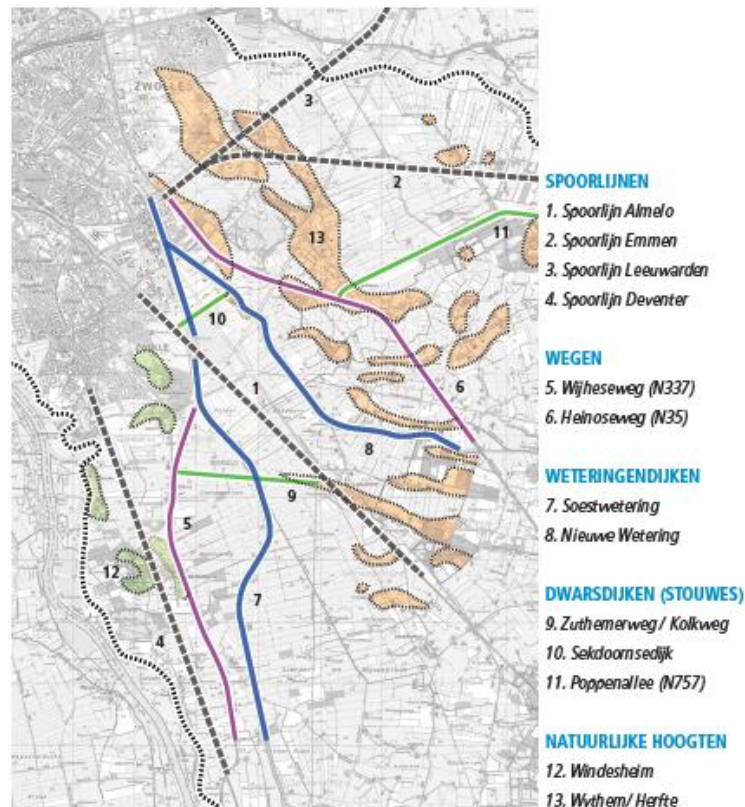 ZWOLLE
3
2
13
11
10
1
6
8
9
5
12
7
4
SPOORLIJNEN
1. Spoorlijn Almelo
2. Spoorlijn Emmen
3. Spoorlijn Leeuwarden
4. Spoorlijn Deventer
WEGEN
5. Wijheseweg (N337)
6. Heinoseweg (N35)
WETERINGENDIJKEN
7. Soestwetering
8. Nieuwe Wetering
DWARSDIJKEN (STOUWES)
9. Zuthemerweg/ Kolkweg
10. Sekdoornsedijk
11. Poppenallee (N757)
NATUURLIJKE HOOGTEN
12. Windesheim
13. Wythem/ Herfte